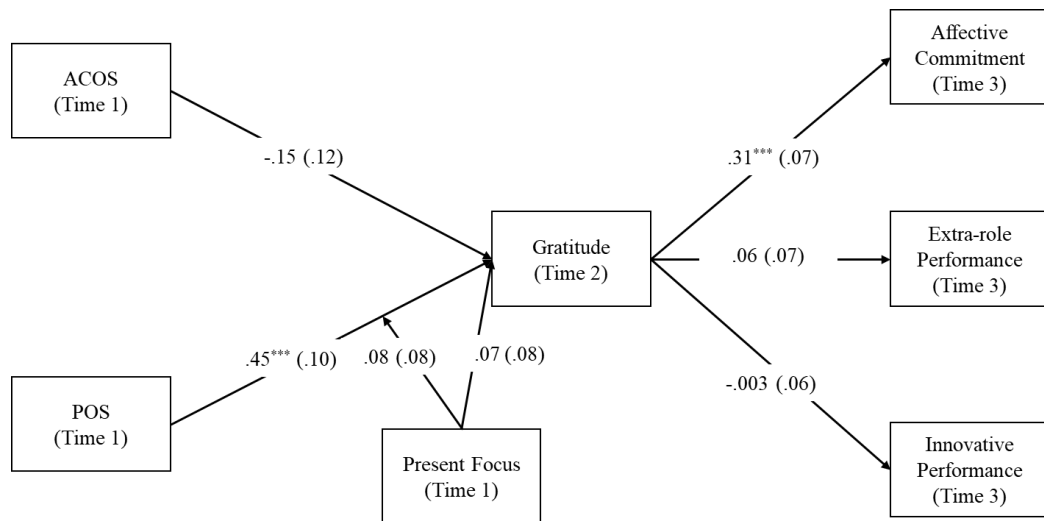 ACOS
(Time 1)
-.15 (.12)
POS
(Time 1)
.45*** (.10)
.08 (.08)
.07 (.08)
Present Focus
(Time 1)
Gratitude
(Time 2)
.31*** (.07)
.06 (.07)
-.003 (.06)
Affective
Commitment
(Time 3)
Extra-role
Performance
(Time 3)
Innovative
Performance
(Time 3)